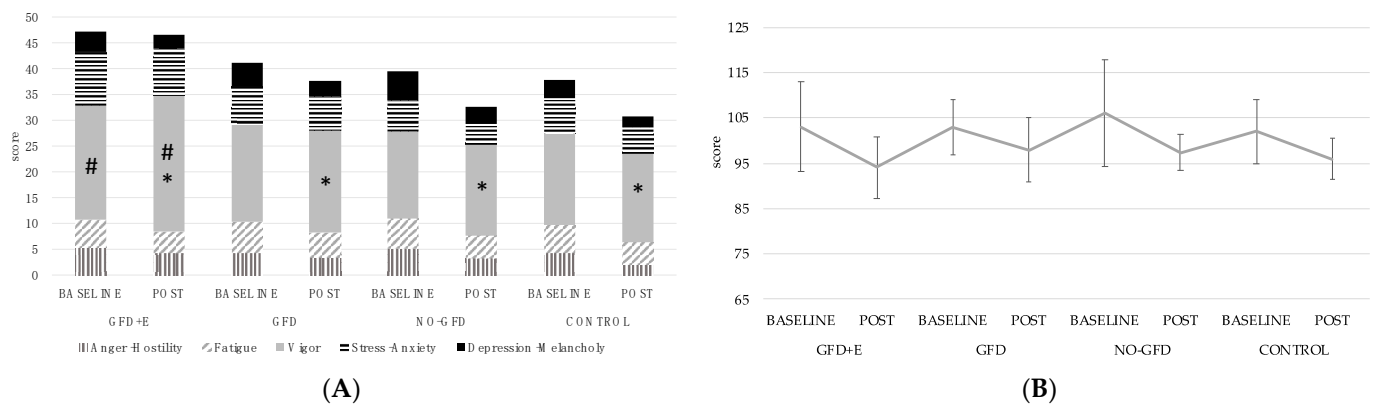 50
45
40
35
30
25
20
15
10
5
0
score
# # * * * *
BASELINE POST BASELINE POST BASELINE POST BASELINE POST
GFD+E GFD NO-GFD CONTROL
Anger-Hostility Fatigue Vigor Stress-Anxiety Depression-Melancholy
(A)
125
115
105
95
85
75
65
score
BASELINE POST BASELINE POST BASELINE POST BASELINE POST
GFD+E GFD NO-GFD CONTROL
(B)